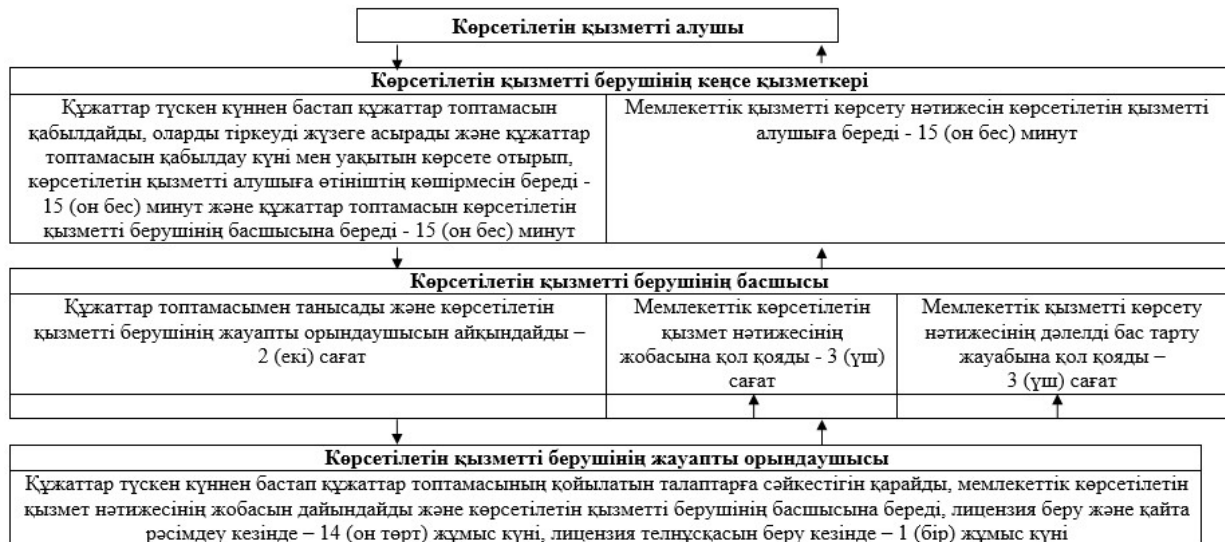 Көрсетілетін қызметті алушы
Көрсетілетін қызметті берушінің кеңсе қызметкері
Құжаттар түскен күннен бастап құжаттар топтамасын
қабылдайды, оларды тіркеуді жүзеге асырады және құжаттар
топтамасын қабылдау күні мен уақытын көрсете отырып,
көрсетілетін қызметті алушыға өтініштің көшірмесін береді -
15 (он бес) минут және құжаттар топтамасын көрсетілетін
қызметті берушінің басшысына береді - 15 (он бес) минут
Мемлекеттік қызметті көрсету нәтижесін көрсетілетін қызметті
алушыға береді - 15 (он бес) минут
Көрсетілетін қызметті берушінің басшысы
Құжаттар топтамасымен танысады және көрсетілетін
қызметті берушінің жауапты орындаушысын айқындайды –
2 (екі) сағат
Мемлекеттік көрсетілетін
қызмет нәтижесінің
жобасына қол қояды - 3 (үш)
сағат
Мемлекеттік қызметті көрсету
нәтижесінің дәлелді бас тарту
жауабына қол қояды –
3 (үш) сағат
Көрсетілетін қызметті берушінің жауапты орындаушысы
Құжаттар түскен күннен бастап құжаттар топтамасының қойылатын талаптарға сәйкестігін қарайды, мемлекеттік көрсетілетін
қызмет нәтижесінің жобасын дайындайды және көрсетілетін қызметті берушінің басшысына береді, лицензия беру және қайта
рәсімдеу кезінде – 14 (он төрт) жұмыс күні, лицензия телнұсқасын беру кезінде – 1 (бір) жұмыс күні